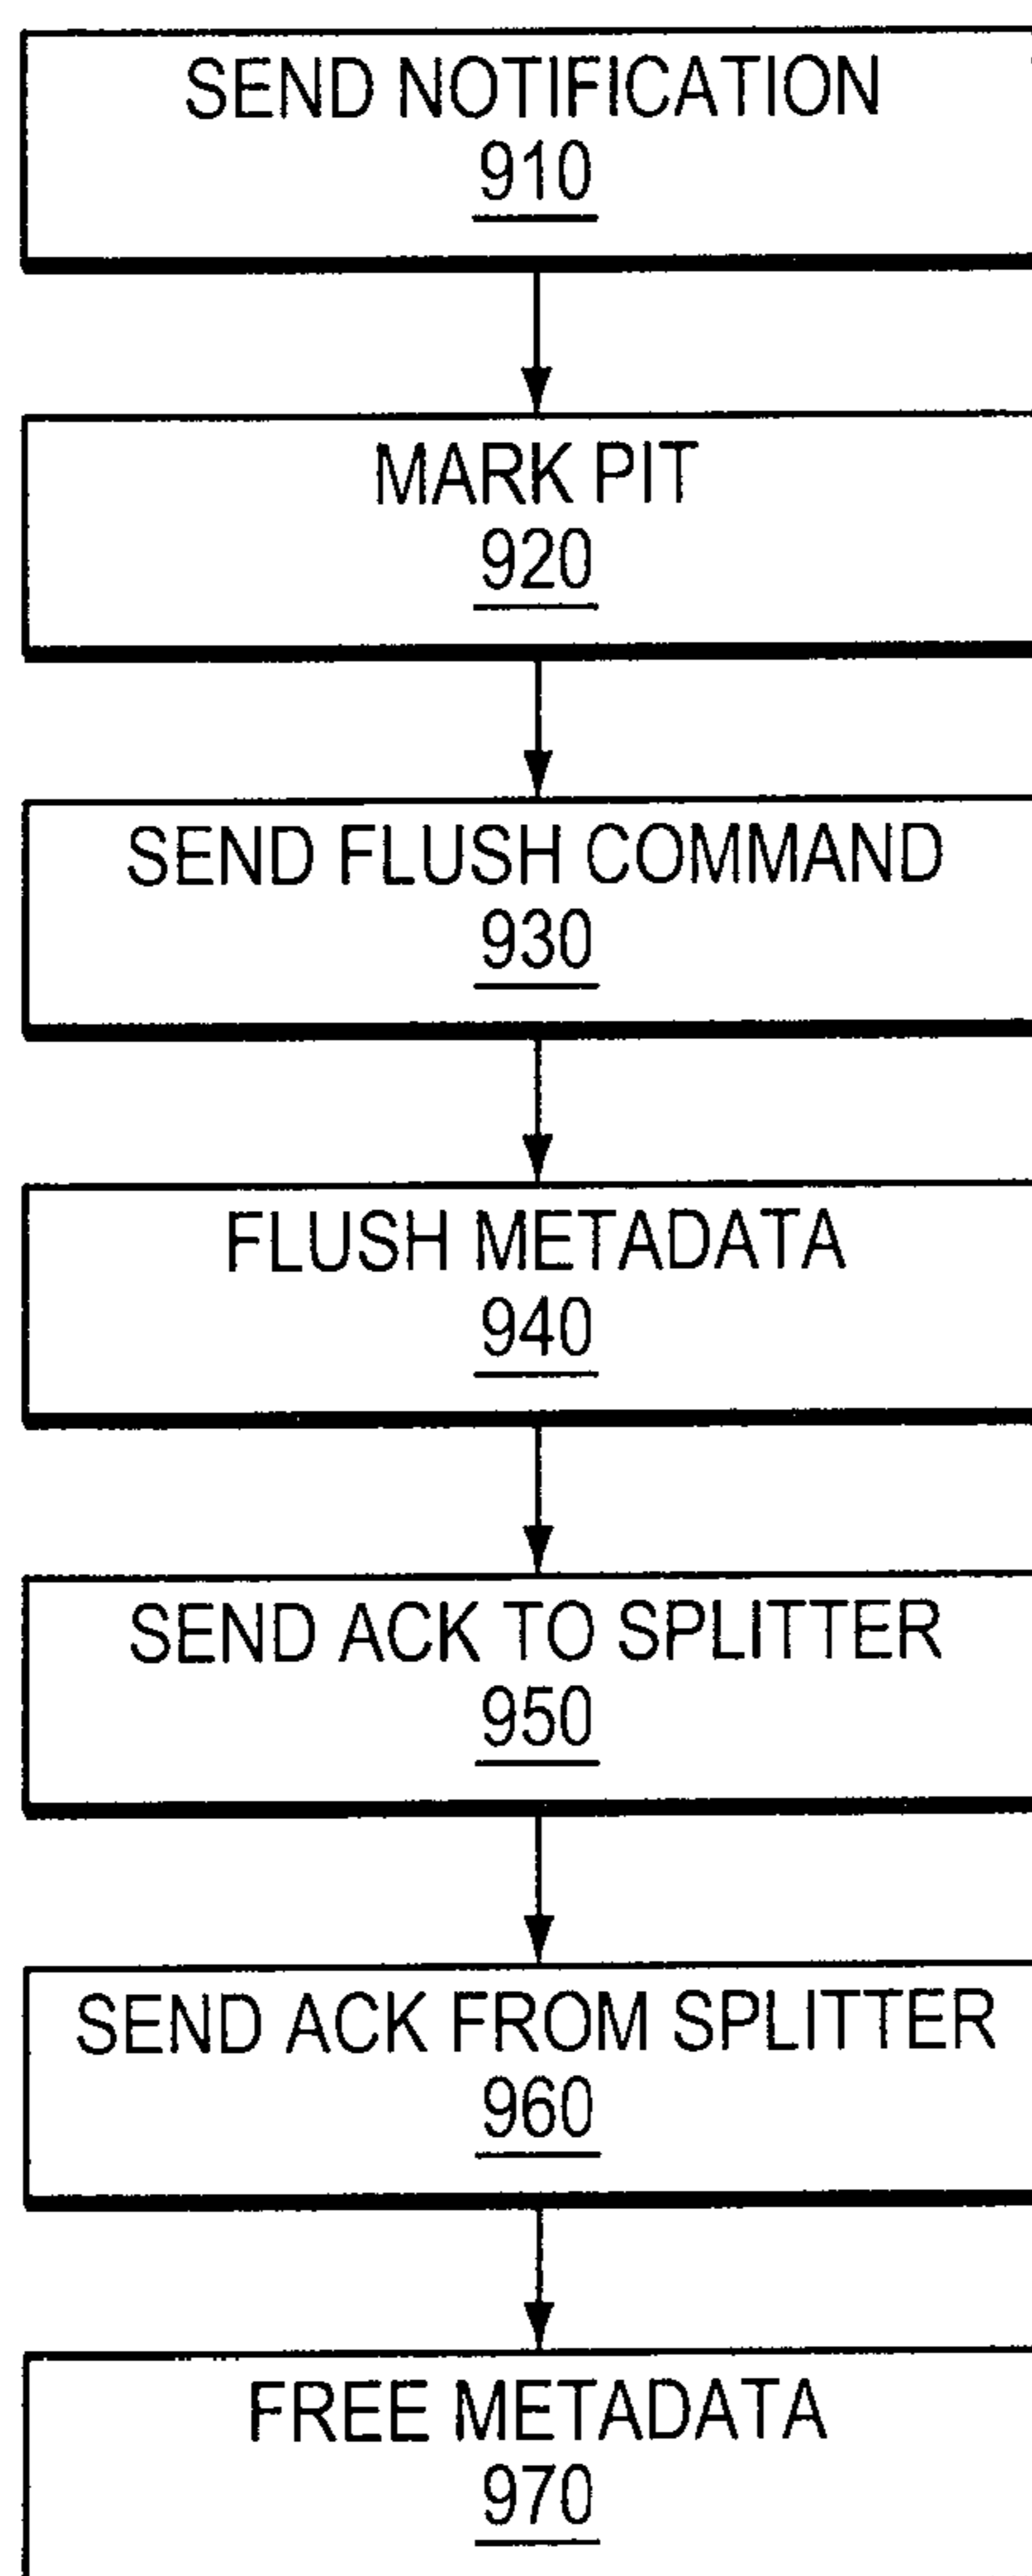 SEND NOTIFICATION
910
MARK PIT
920
SEND FLUSH COMMAND
930
FLUSH METADATA
940
SEND ACK TO SPLITTER
950
SEND ACK FROM SPLITTER
960
FREE METADATA
970